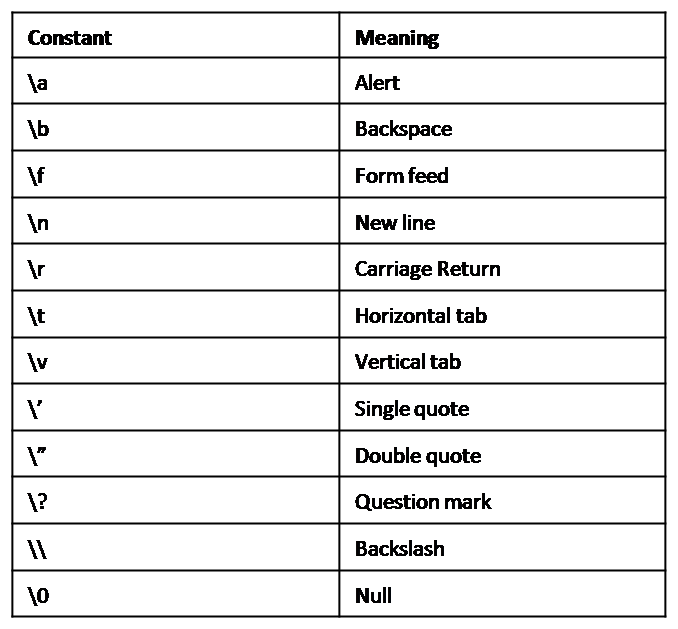 Constant Meaning
\a Alert
\b Backspace
\f Form feed
\n New line
\r Carriage Return
\t Horizontal tab
\v Vertical tab
\’ Single quote
\” Double quote
\? Question mark
\\ Backslash
\0 Null